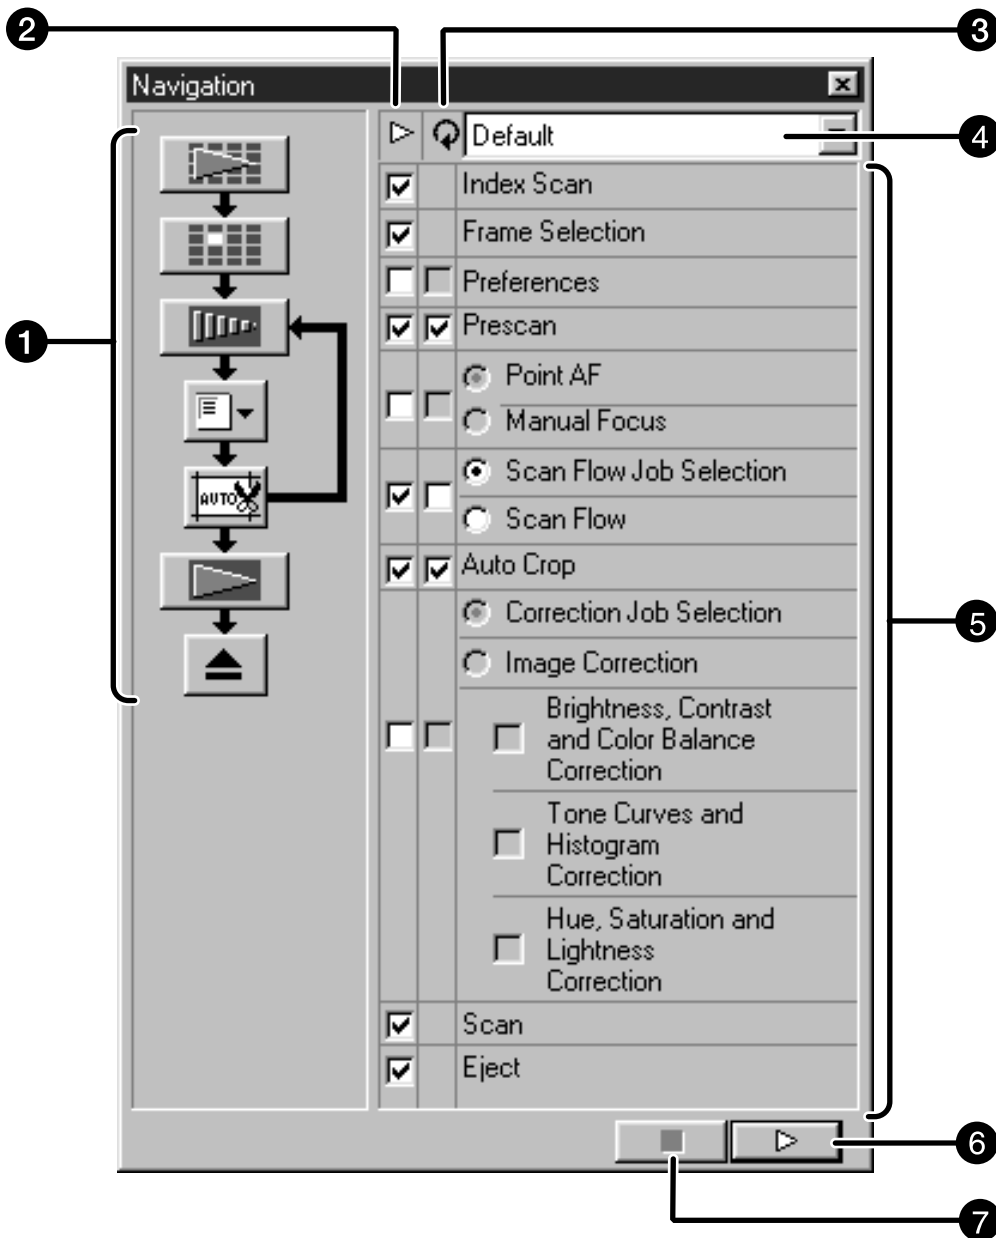 2
3
Navigation
1
Default
4
Index Scan
Frame Selection
Preferences
Prescan
Point AF
Manual Focus
Scan Flow Job Selection
Scan Flow
AUTO
Auto Crop
Correction Job Selection
5
Image Correction
Brightness, Contrast
and Color Balance
Correction
Tone Curves and
Histogram
Correction
Hue, Saturation and
Lightness
Correction
Scan
Eject
6
7